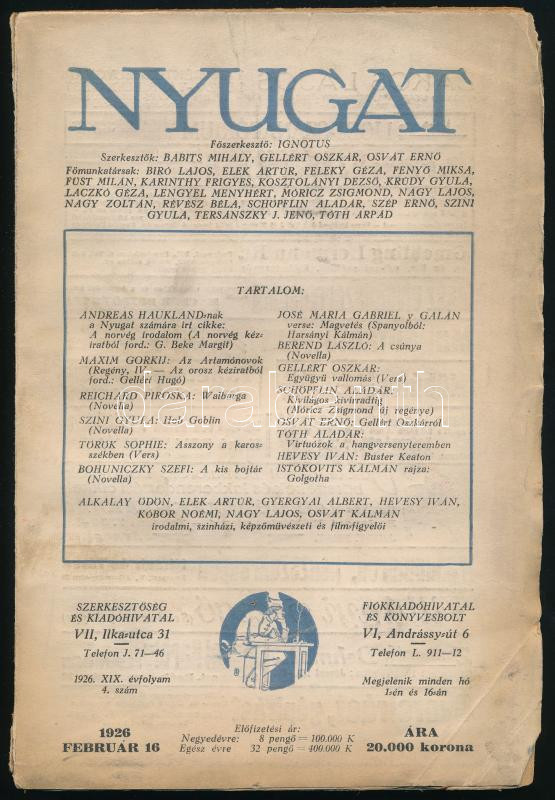 NYUGAT
Főszerkesztő: IGNOTUS
Szerkesztők: BABITS MIHÁLY, GELLÉRT OSZKÁR, OSVÁT ERNŐ
Főmunkatársak: BIRÓ LAJOS, ELEK ARTÚR, FELEKY GÉZA, FENYŐ MIKSA,
FÜST MILÁN, KARINTHY FRIGYES, KOSZTOLÁNYI DEZSŐ, KRÚDY GYULA,
LACZKÓ GÉZA, LENGYEL MENYHÉRT, MÓRICZ ZSIGMOND, NAGY LAJOS,
NAGY ZOLTÁN, RÉVÉSZ BÉLA, SCHÖPFLIN ALADÁR, SZÉP ERNŐ, SZINI
GYULA, TERSÁNSZKY J. JENŐ, TÓTH ÁRPÁD
TARTALOM:
ANDREAS HAUKLAND=nak
a Nyugat számára irt cikke:
A norvég irodalom (A norvég kéz=
iratból ford.: G. Beke Margit)
MAXIM GORKIJ: Az Artamónovok
(Regény, IV. — Az orosz kéziratból
ford.: Gellért Hugó)
REICHARD PIROSKA: Walbarga
(Novella)
SZINI GYULA: Hob Goblin
(Novella)
TÖRÖK SOPHIE: Asszony a karos=
székben (Vers)
BOHUNICZKY SZEFI: A kis bojtár
(Novella)
JOSÉ MARIA GABRIEL y GALÁN
verse: Magvetés (Spanyolból:
Harsányi Kálmán)
BEREND LÁSZLÓ: A csúnya
(Novella)
GELLÉRT OSZKÁR:
Együgyü vallomás (Vers)
SCHÖPFLIN ALADÁR:
Kivilágos kivirradtig
(Móricz Zsigmond új regénye)
OSVÁT ERNŐ: Gellért Oszkárról
TÓTH ALADÁR:
Virtuózok a hangversenyteremben
HEVESY IVÁN: Buster Keaton
ISTÓKOVITS KÁLMÁN rajza:
Golgotha
ALKALAY ÖDÖN, ELEK ARTÚR, GYERGYAI ALBERT, HEVESY IVÁN,
KÓBOR NOÉMI, NAGY LAJOS, OSVÁT KÁLMÁN
irodalmi, szinházi, képzőművészeti és film=figyelői
darabanth
SZERKESZTŐSÉG
ÉS KIADÓHIVATAL
VII, Ilka=utca 31
Telefon J. 71—46
1926. XIX. évfolyam
4. szám
FIÓKKIADÓHIVATAL
ÉS KÖNYVESBOLT
VI, Andrássy=út 6
Telefon L. 911—12
Megjelenik minden hó
1=én és 16=án
1926
FEBRUÁR 16
Előfizetési ár:
Negyedévre: 8 pengő = 100.000 K
Egész évre 32 pengő = 400.000 K
ÁRA
20.000 korona